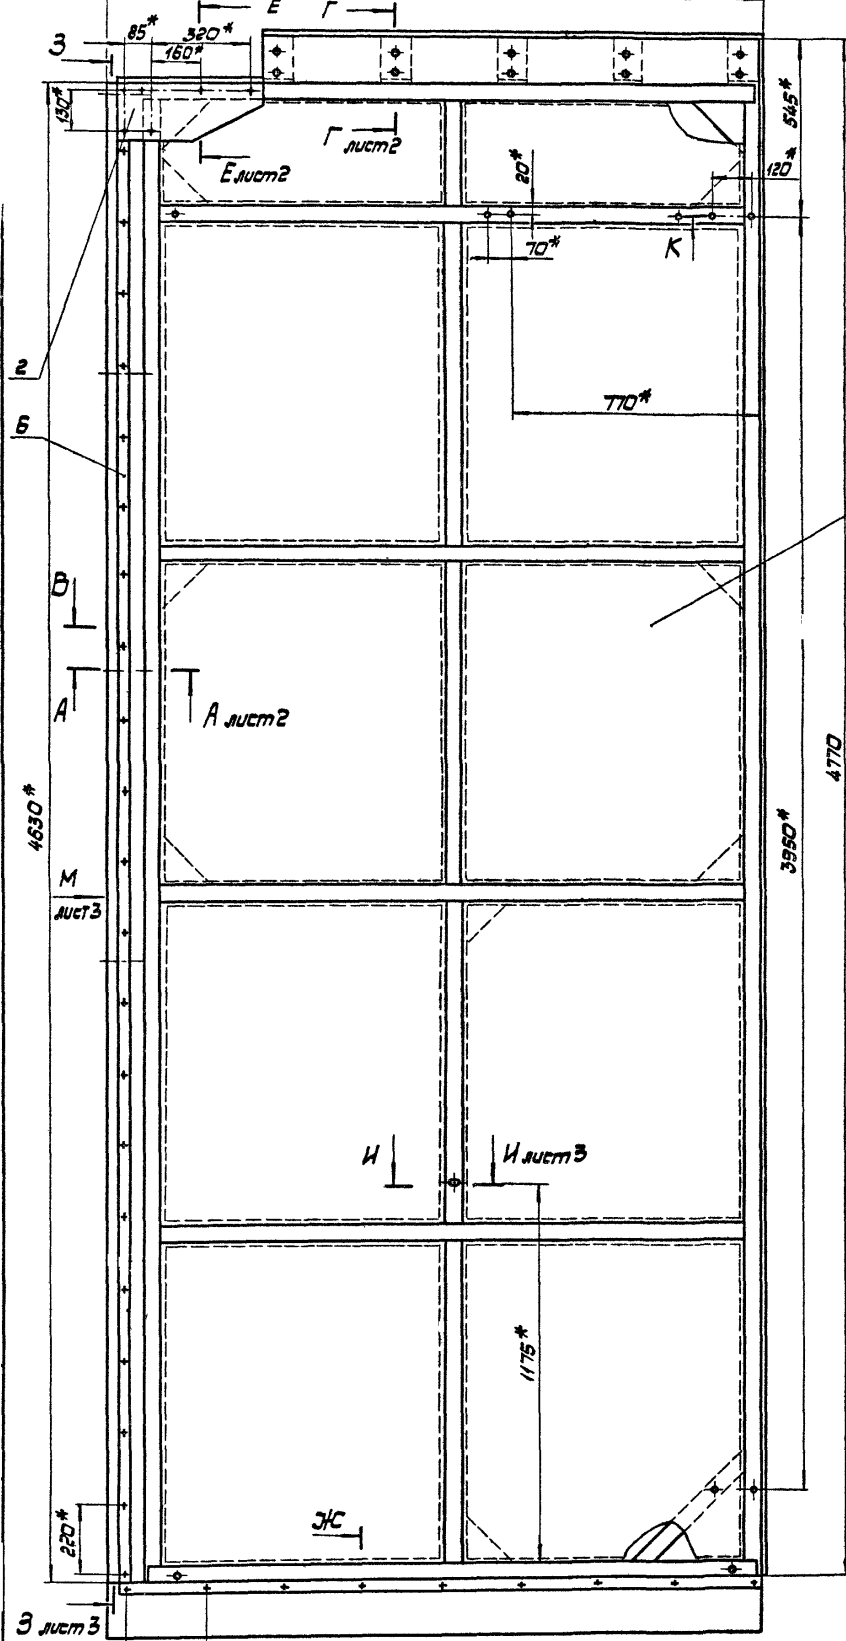 Е Г
З 85* 320*
160*
130*
545*
Г лист2
Е лист2
20*
120*
К
70*
2
770*
6
В
А
А лист2
4770
4630*
3950*
М
лист3
И И лист3
1175*
Ж
220*
З лист3